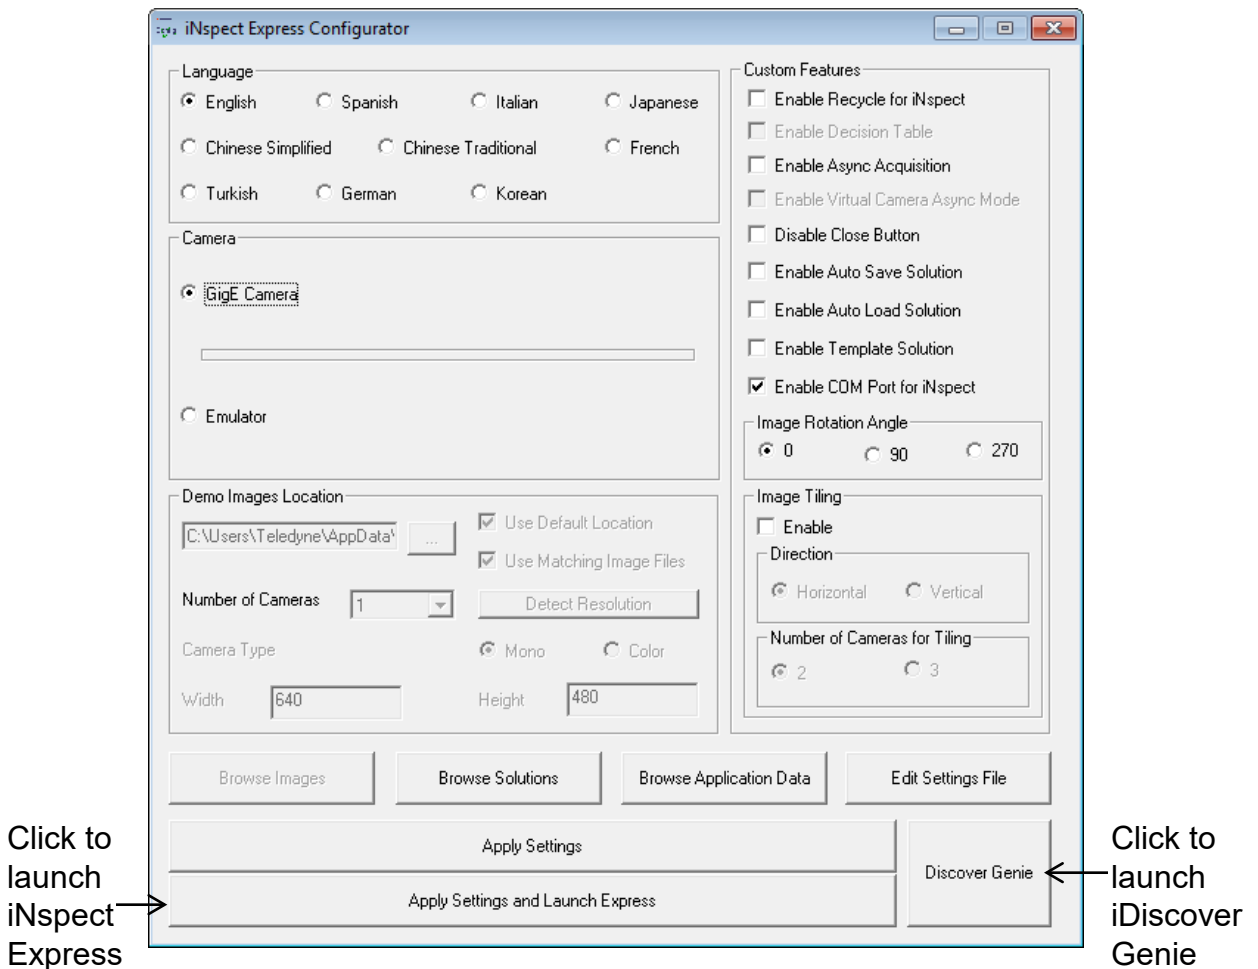 iNspect Express Configurator
Language
English Spanish Italian Japanese
Chinese Simplified Chinese Traditional French
Turkish German Korean
Camera
GigE Camera
Emulator
Demo Images Location
C:\Users\Teledyne\AppData\ ... Use Default Location
Use Matching Image Files
Number of Cameras 1 Detect Resolution
Camera Type Mono Color
Width 640 Height 480
Custom Features
Enable Recycle for iNspect
Enable Decision Table
Enable Async Acquisition
Enable Virtual Camera Async Mode
Disable Close Button
Enable Auto Save Solution
Enable Auto Load Solution
Enable Template Solution
Enable COM Port for iNspect
Image Rotation Angle
0 90 270
Image Tiling
Enable
Direction
Horizontal Vertical
Number of Cameras for Tiling
2 3
Browse Images Browse Solutions Browse Application Data Edit Settings File
Apply Settings
Apply Settings and Launch Express
Discover Genie
Click to
launch
iNspect
Express
Click to
launch
iDiscover
Genie